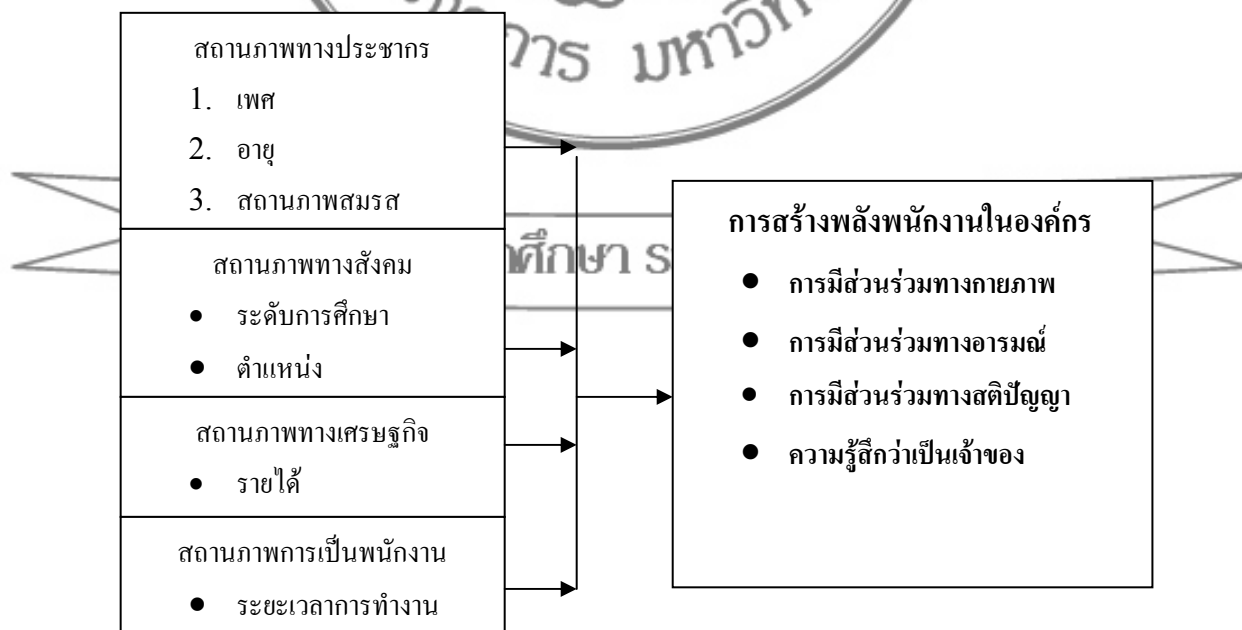 สถานภาพทางประชากร
1. เพศ
2. อายุ
3. สถานภาพสมรส
สถานภาพทางสังคม
● ระดับการศึกษา
● ตำแหน่ง
สถานภาพทางเศรษฐกิจ
● รายได้
สถานภาพการเป็นพนักงาน
● ระยะเวลาการทำงาน
การสร้างพลังพนักงานในองค์กร
● การมีส่วนร่วมทางกายภาพ
● การมีส่วนร่วมทางอารมณ์
● การมีส่วนร่วมทางสติปัญญา
● ความรู้สึกว่าเป็นเจ้าของ